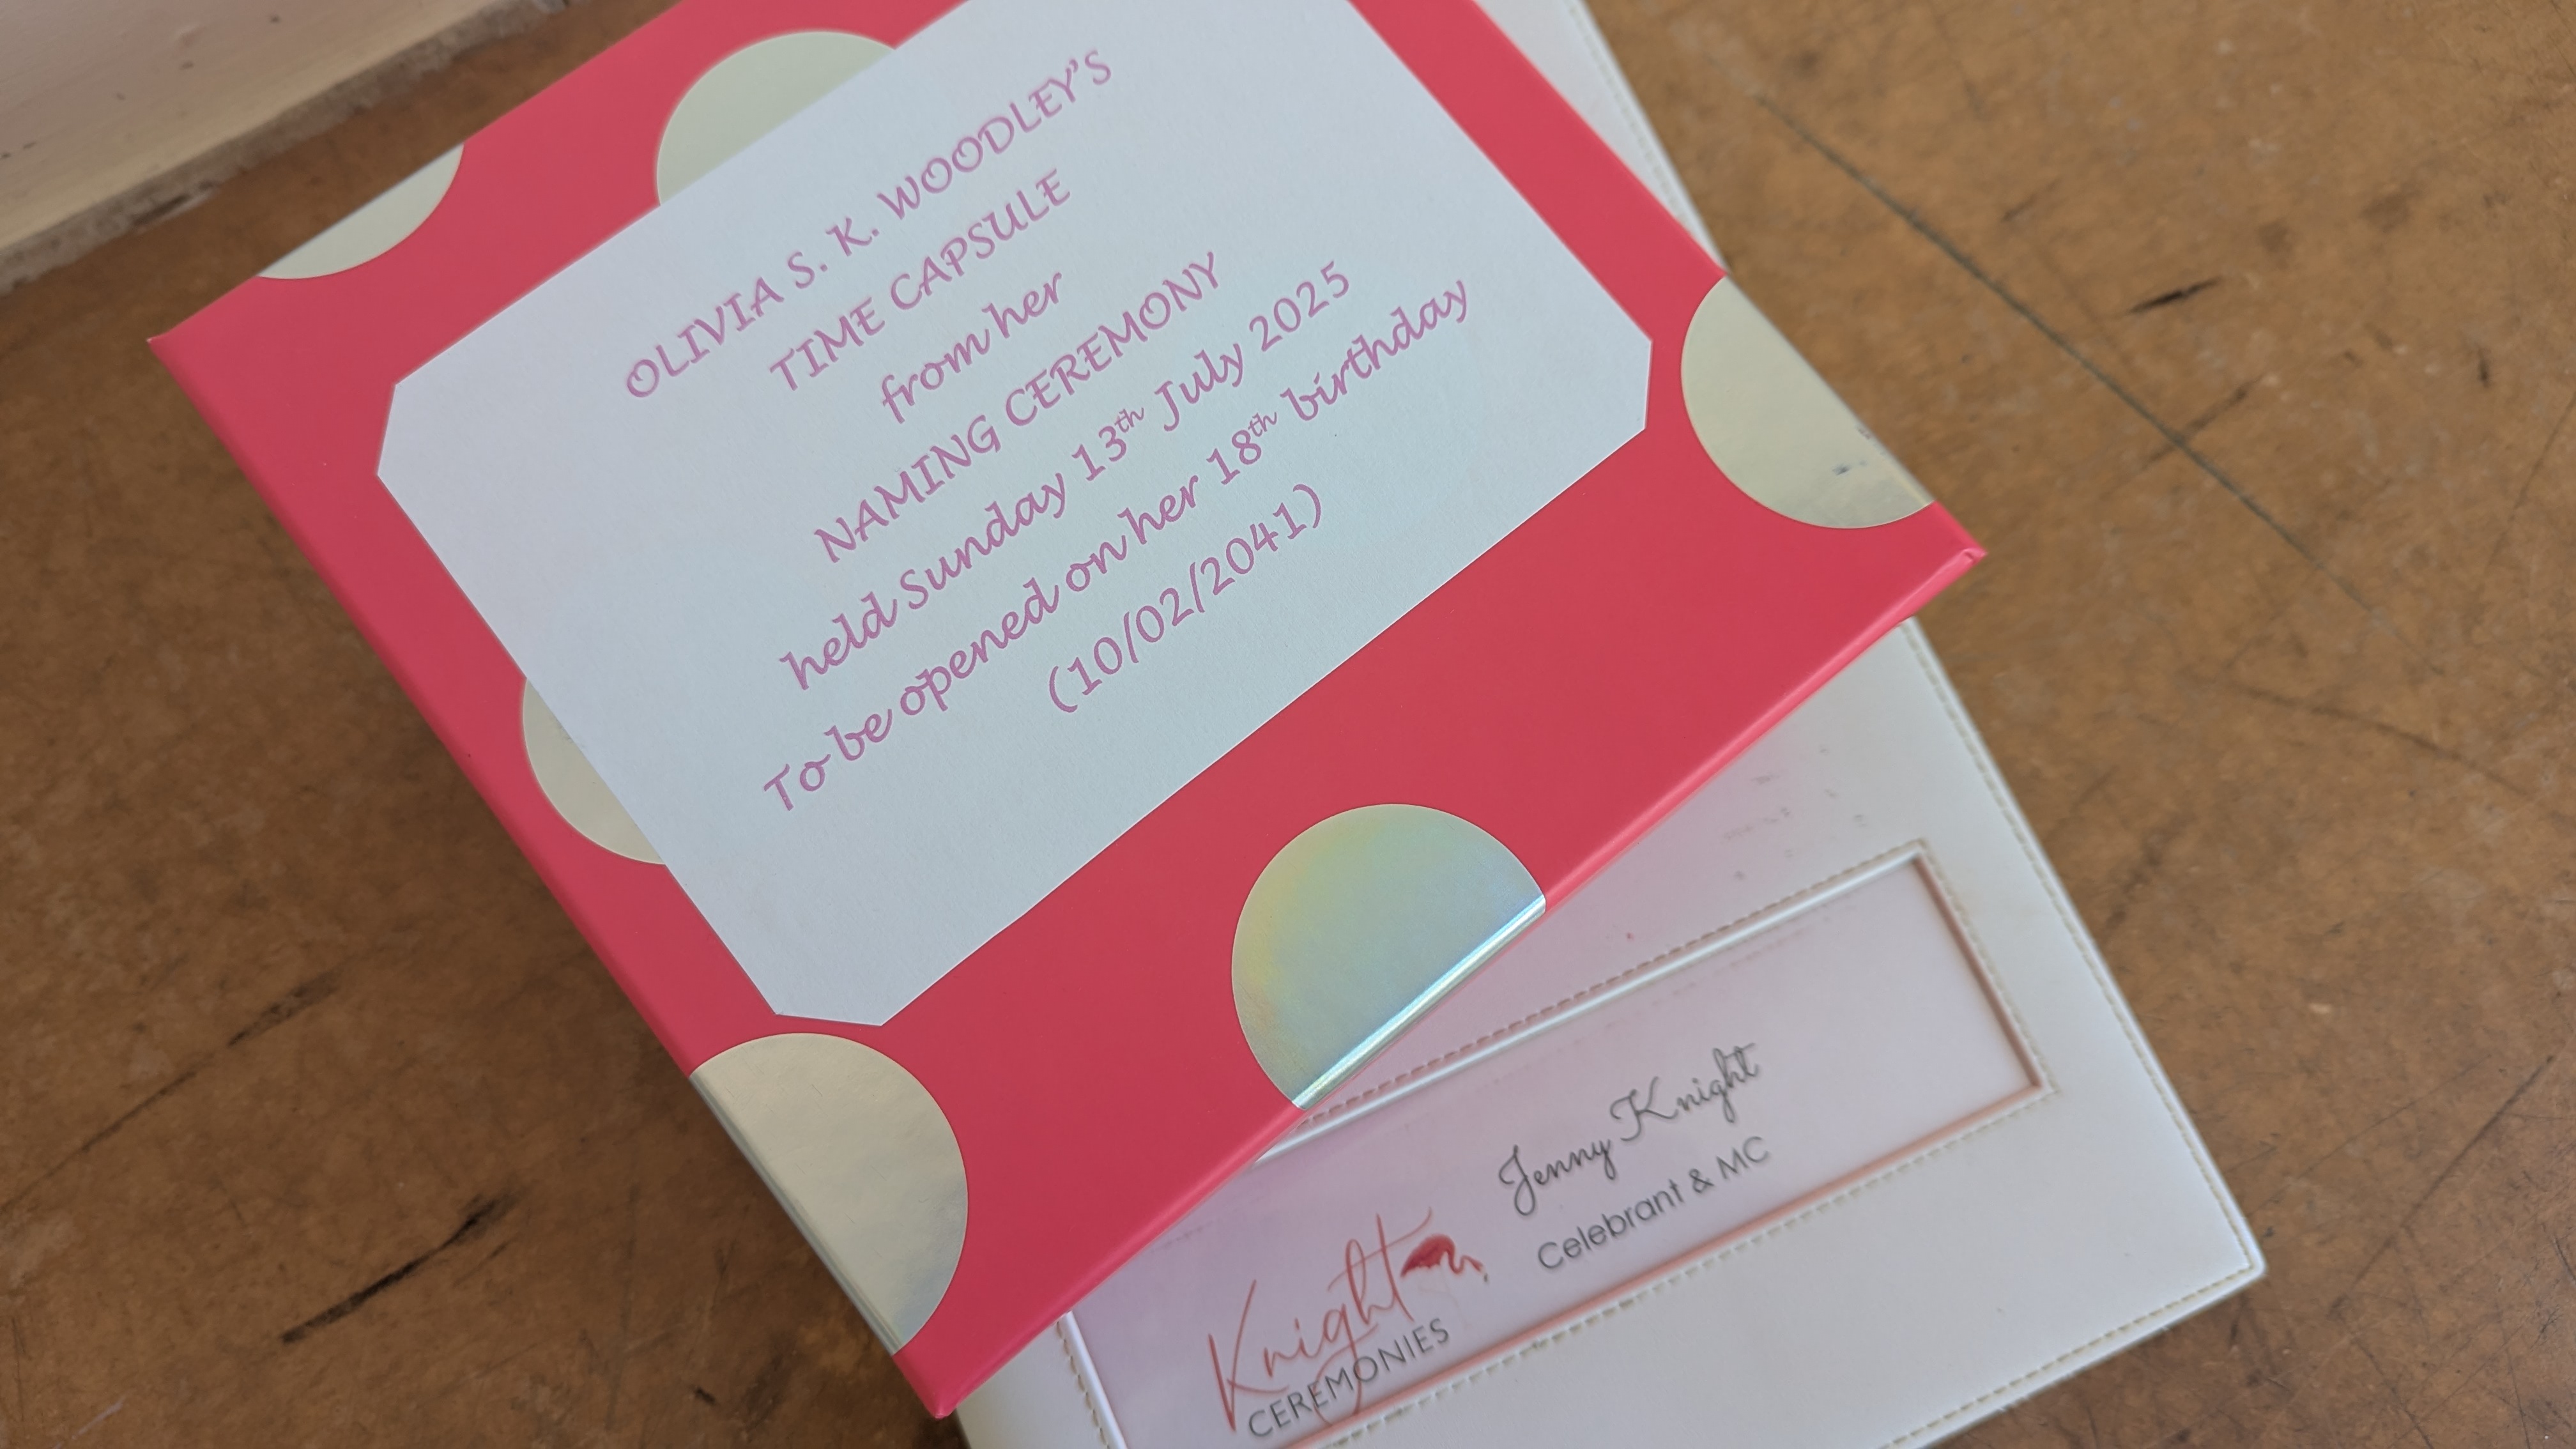 OLIVIA S. K. WOODLEY'S
TIME CAPSULE
from her
NAMING CEREMONY
held Sunday 13th July 2025
To be opened on her 18th birthday
(10/02/2041)
Jenny Knight
Celebrant & MC
Knight
CEREMONIES